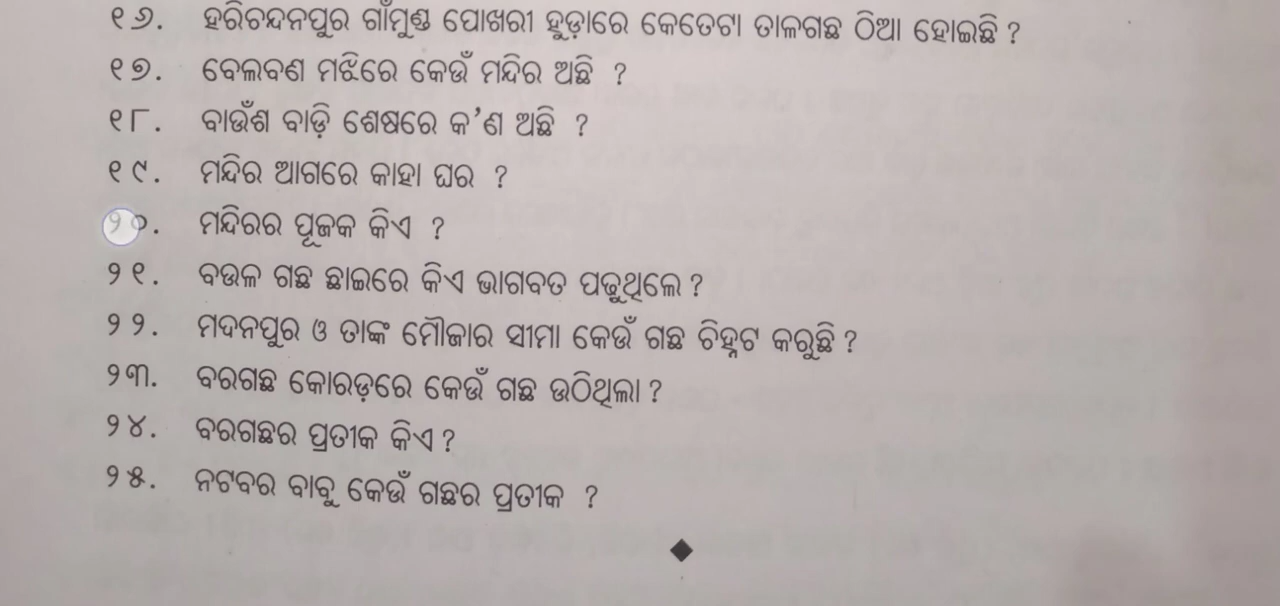 ୧୬. ହରିଚନ୍ଦନପୁର ଗାଁମୁଣ୍ଡ ପୋଖରୀ ହୁଡ଼ାରେ କେତେଟା ତାଳଗଛ ଠିଆ ହୋଇଛି ?
୧୭. ବେଲବଣ ମଝିରେ କେଉଁ ମନ୍ଦିର ଅଛି ?
୧୮. ବାଉଁଶ ବାଡ଼ି ଶେଷରେ କ'ଣ ଅଛି ?
୧୯. ମନ୍ଦିର ଆଗରେ କାହା ଘର ?
୨୦. ମନ୍ଦିରର ପୂଜକ କିଏ ?
୨୧. ବଉଳ ଗଛ ଛାଇରେ କିଏ ଭାଗବତ ପଢୁଥିଲେ ?
୨୨. ମଦନପୁର ଓ ତାଙ୍କ ମୌଜାର ସୀମା କେଉଁ ଗଛ ଚିହ୍ନଟ କରୁଛି ?
୨୩. ବରଗଛ କୋରଡ଼ରେ କେଉଁ ଗଛ ଉଠିଥିଲା ?
୨୪. ବରଗଛର ପ୍ରତୀକ କିଏ ?
୨୫. ନଟବର ବାବୁ କେଉଁ ଗଛର ପ୍ରତୀକ ?